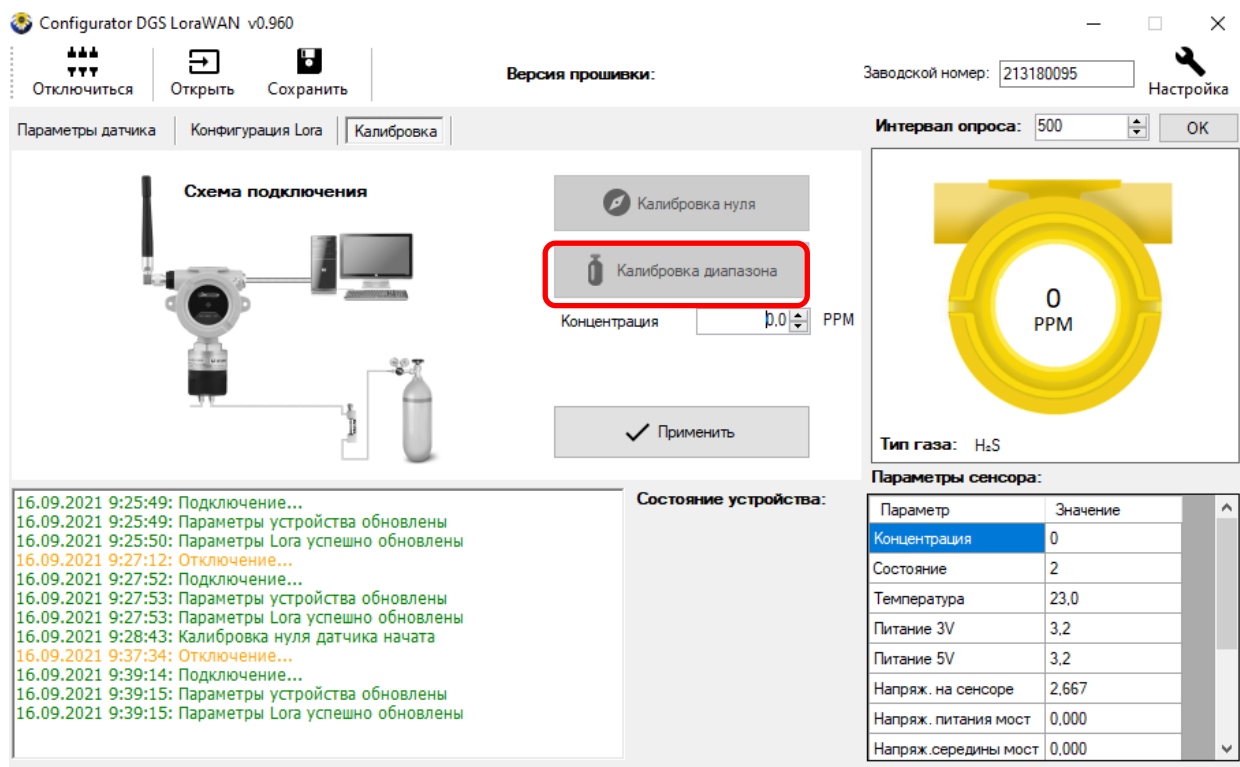 Configurator DGS LoraWAN v0.960
Отключиться
Открыть
Сохранить
Версия прошивки:
Заводской номер: 213180095
Настройка
Параметры датчика
Конфигурация Lora
Калибровка
Интервал опроса: 500
OK
Схема подключения
Калибровка нуля
Калибровка диапазона
Концентрация 0.0 PPM
Применить
0
PPM
Тип газа: H₂S
16.09.2021 9:25:49: Подключение...
16.09.2021 9:25:49: Параметры устройства обновлены
16.09.2021 9:25:50: Параметры Lora успешно обновлены
16.09.2021 9:27:12: Отключение...
16.09.2021 9:27:52: Подключение...
16.09.2021 9:27:53: Параметры устройства обновлены
16.09.2021 9:27:53: Параметры Lora успешно обновлены
16.09.2021 9:28:43: Калибровка нуля датчика начата
16.09.2021 9:37:34: Отключение...
16.09.2021 9:39:14: Подключение...
16.09.2021 9:39:15: Параметры устройства обновлены
16.09.2021 9:39:15: Параметры Lora успешно обновлены
Состояние устройства:
Параметры сенсора:
Параметр Значение
Концентрация 0
Состояние 2
Температура 23,0
Питание 3V 3,2
Питание 5V 3,2
Напряж. на сенсоре 2,667
Напряж. питания мост 0,000
Напряж.середины мост 0,000